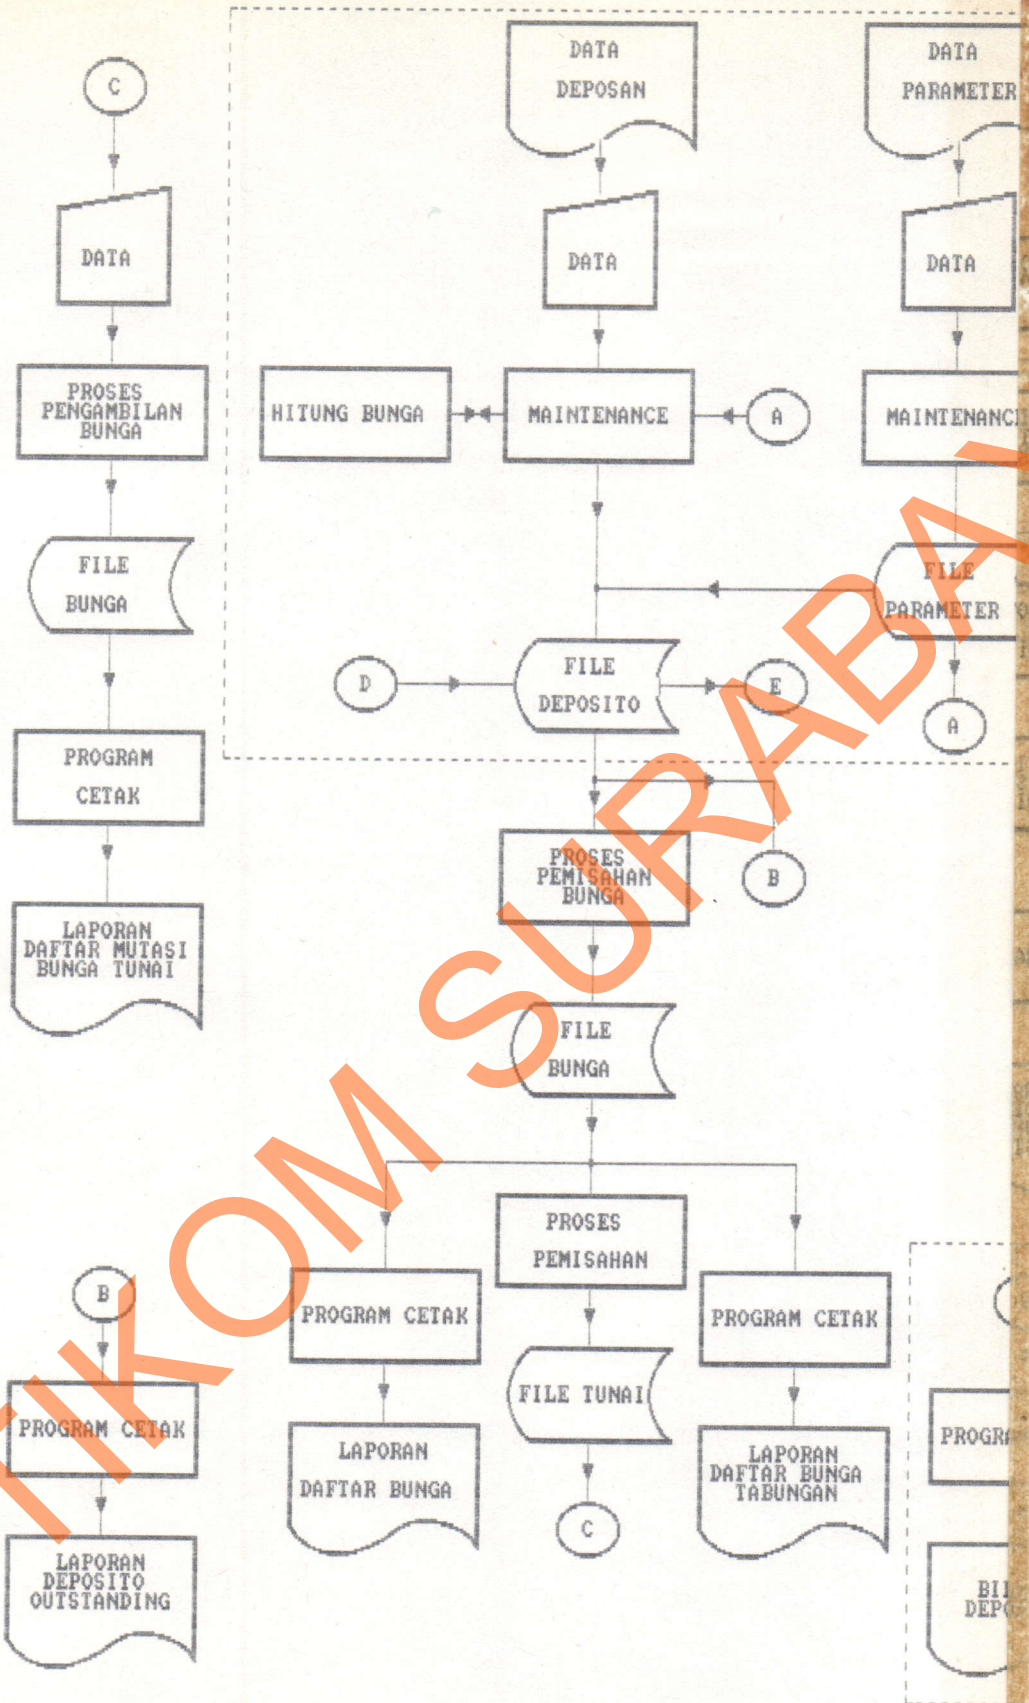 C
DATA
PROSES
PENGAMBILAN
BUNGA
FILE
BUNGA
PROGRAM
CETAK
LAPORAN
DAFTAR MUTASI
BUNGA TUNAI
B
PROGRAM CETAK
LAPORAN
DEPOSITO
OUTSTANDING
DATA
DEPOSAN
DATA
HITUNG BUNGA
MAINTENANCE
A
D
FILE
DEPOSITO
E
PROSES
PEMISAHAN
BUNGA
B
FILE
BUNGA
PROGRAM CETAK
LAPORAN
DAFTAR BUNGA
PROSES
PEMISAHAN
FILE TUNAI
C
PROGRAM CETAK
LAPORAN
DAFTAR BUNGA
TABUNGAN
DATA
PARAMETER
DATA
MAINTENANCE
FILE
PARAMETER
A
TIKOM SURABAYA